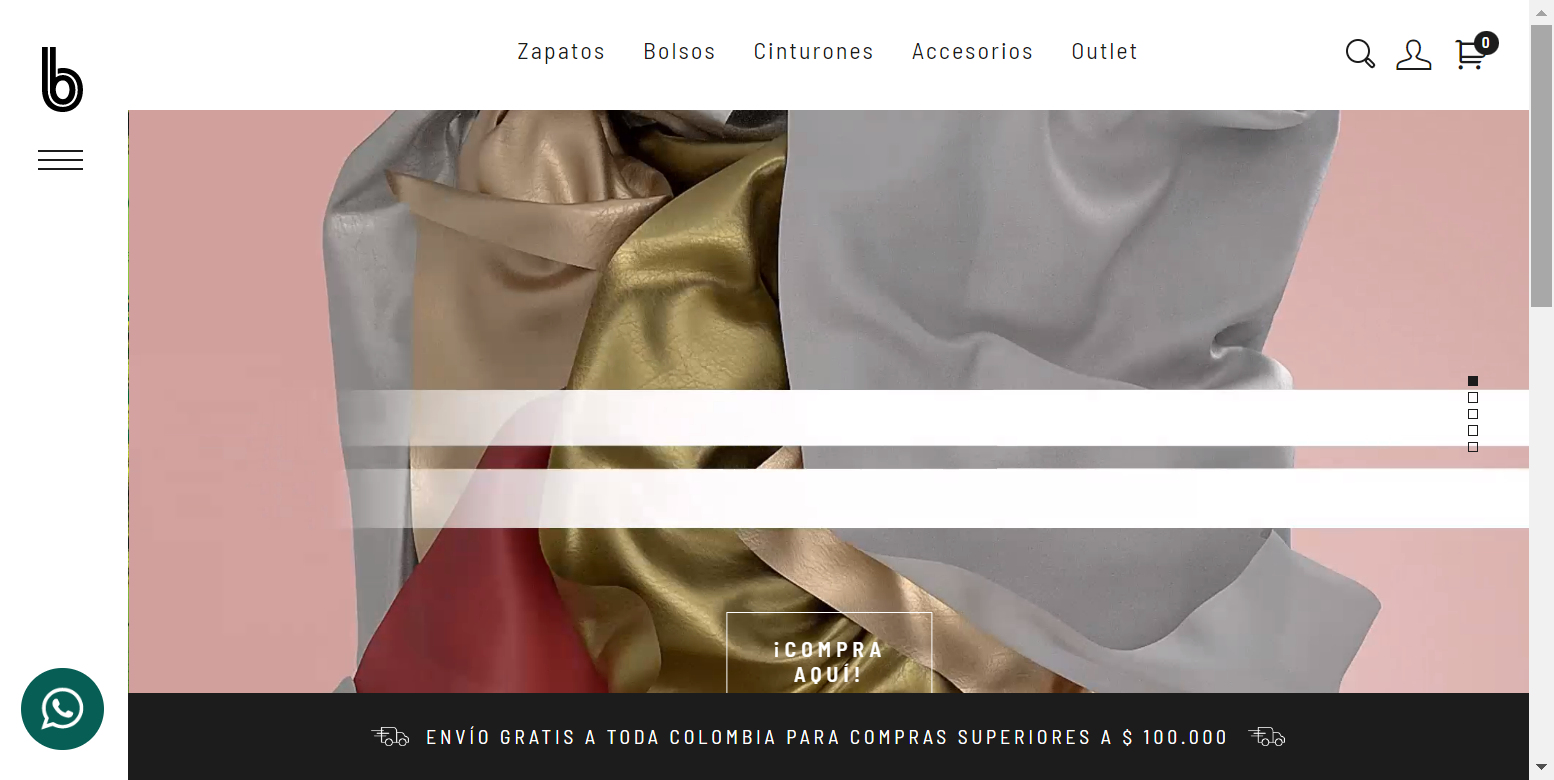 b
Zapatos Bolsos Cinturones Accesorios Outlet
0
¡COMPRA
AQUÍ!
ENVÍO GRATIS A TODA COLOMBIA PARA COMPRAS SUPERIORES A $ 100.000